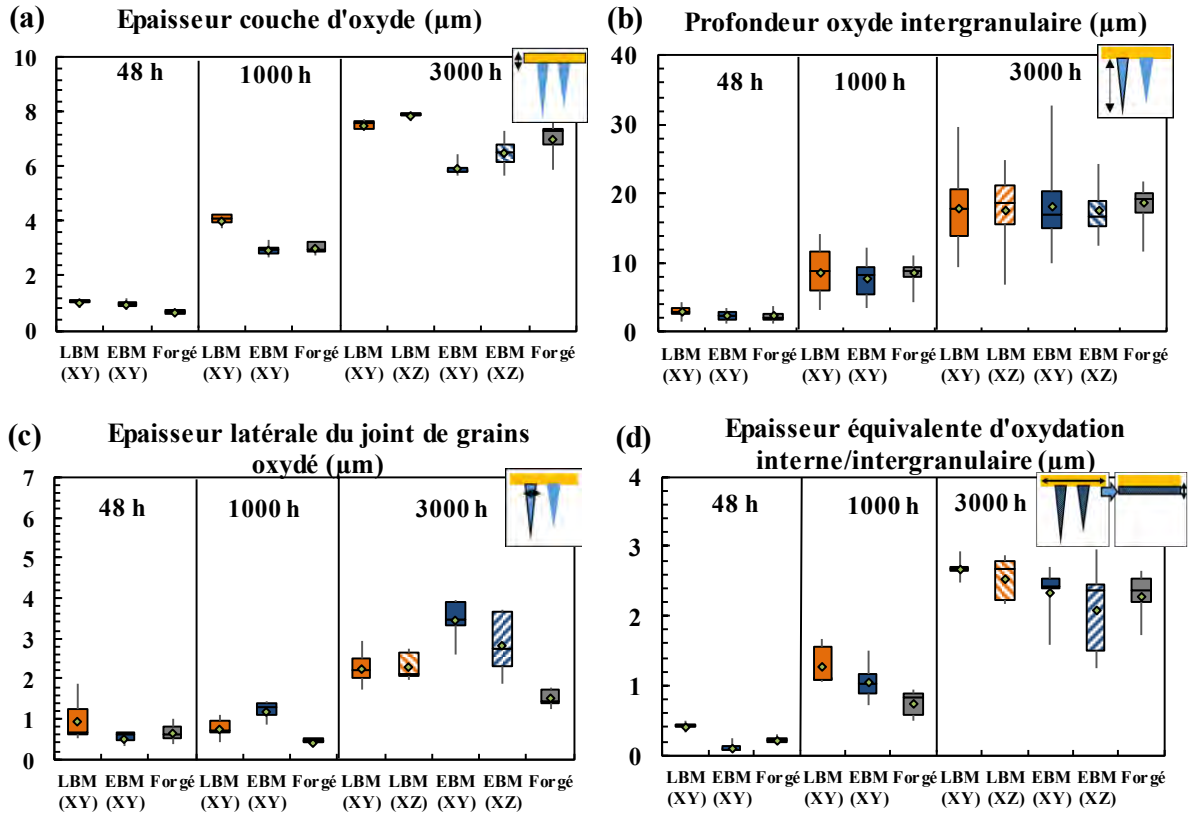 (a) Epaisseur couche d'oxyde (µm)
10
8
6
4
2
0
48 h 1000 h 3000 h
LBM EBM Forgé LBM EBM Forgé LBM LBM EBM EBM Forgé
(XY) (XY) (XY) (XY) (XY) (XZ) (XY) (XZ)
(b) Profondeur oxyde intergranulaire (µm)
40
30
20
10
0
48 h 1000 h 3000 h
LBM EBM Forgé LBM EBM Forgé LBM LBM EBM EBM Forgé
(XY) (XY) (XY) (XY) (XY) (XZ) (XY) (XZ)
(c) Epaisseur latérale du joint de grains
oxydé (µm)
7
6
5
4
3
2
1
0
48 h 1000 h 3000 h
LBM EBM Forgé LBM EBM Forgé LBM LBM EBM EBM Forgé
(XY) (XY) (XY) (XY) (XY) (XZ) (XY) (XZ)
(d) Epaisseur équivalente d'oxydation
interne/intergranulaire (µm)
4
3
2
1
0
48 h 1000 h 3000 h
LBM EBM Forgé LBM EBM Forgé LBM LBM EBM EBM Forgé
(XY) (XY) (XY) (XY) (XY) (XZ) (XY) (XZ)